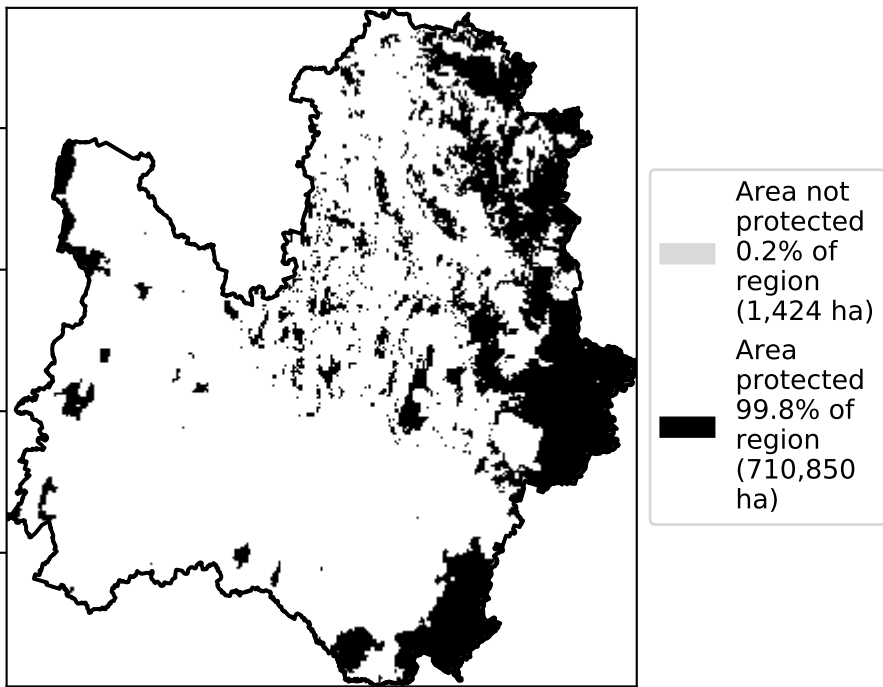 Area not
protected
0.2% of
region
(1,424 ha)
Area
protected
99.8% of
region
(710,850
ha)